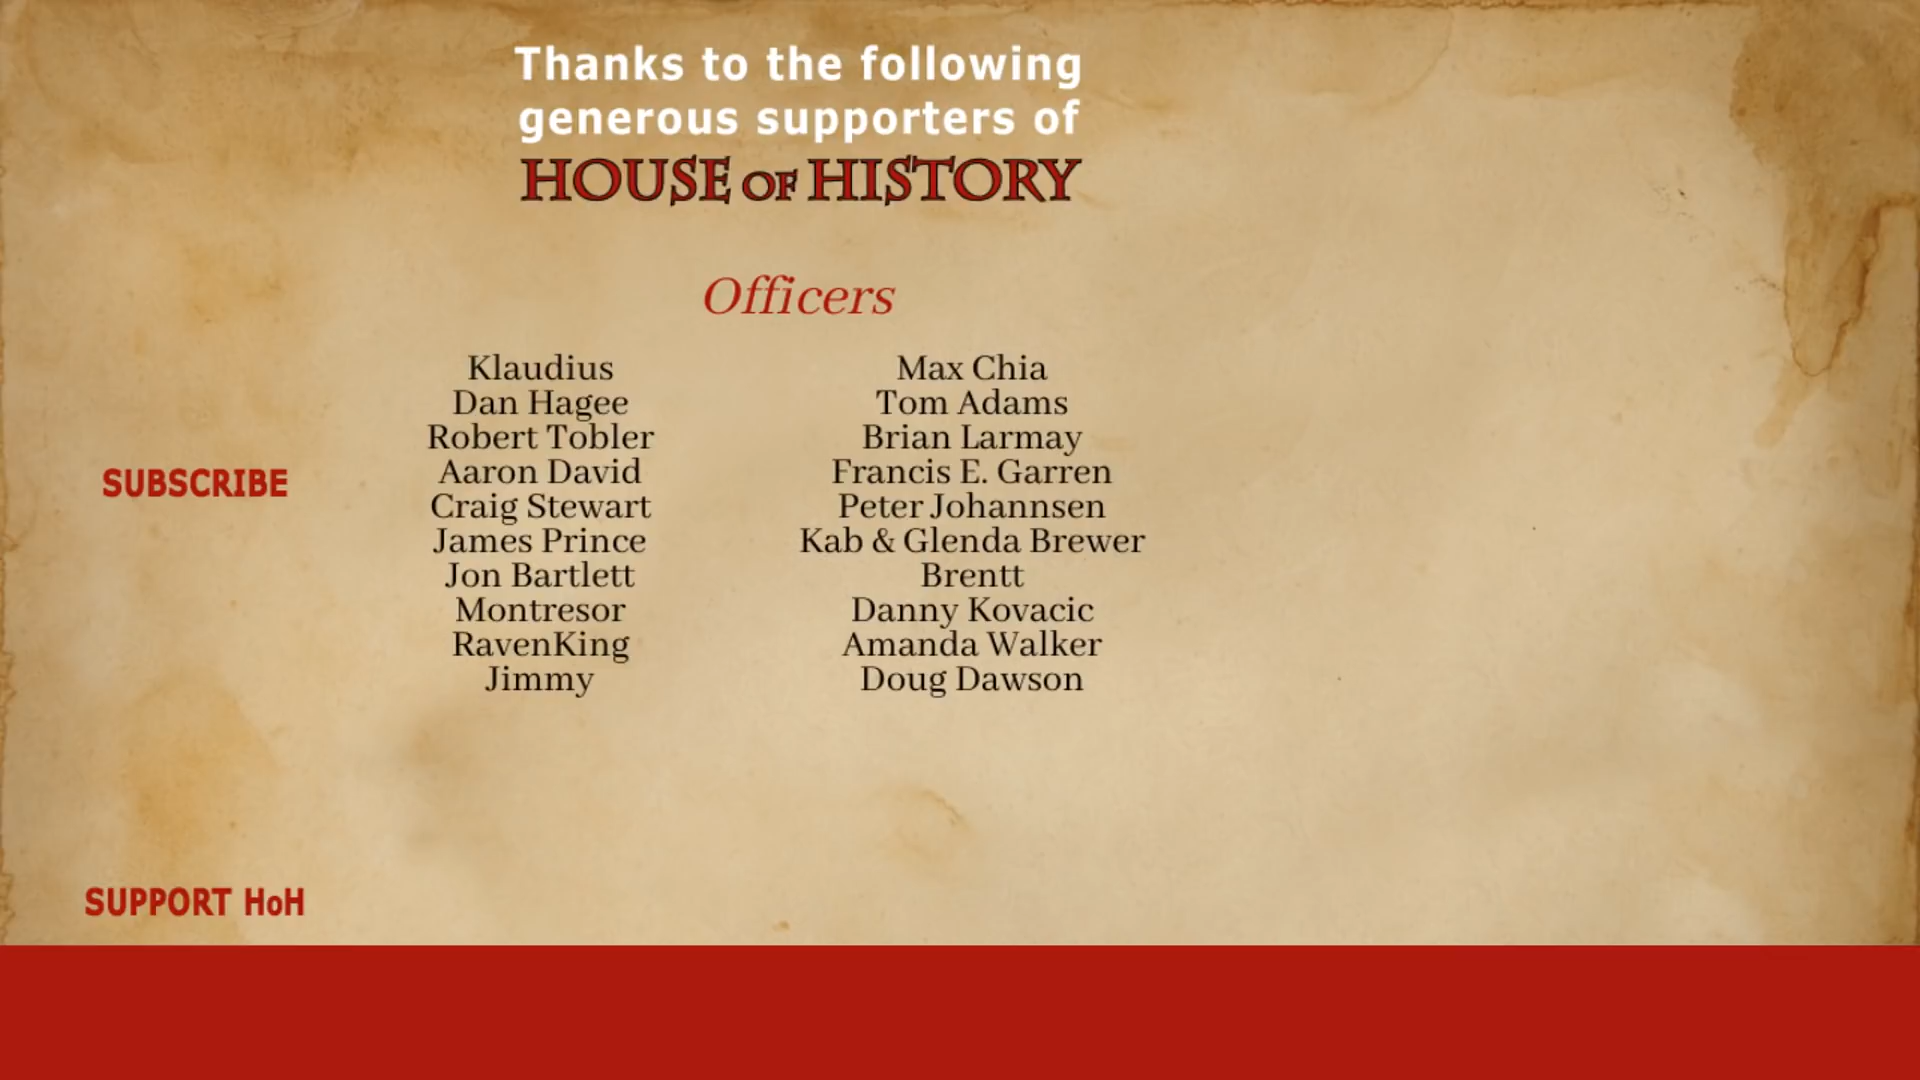 Thanks to the following
generous supporters of
HOUSE OF HISTORY
Officers
Klaudius
Dan Hagee
Robert Tobler
Aaron David
Craig Stewart
James Prince
Jon Bartlett
Montresor
RavenKing
Jimmy
Max Chia
Tom Adams
Brian Larmay
Francis E. Garren
Peter Johannsen
Kab & Glenda Brewer
Brentt
Danny Kovacic
Amanda Walker
Doug Dawson
SUBSCRIBE
SUPPORT HoH